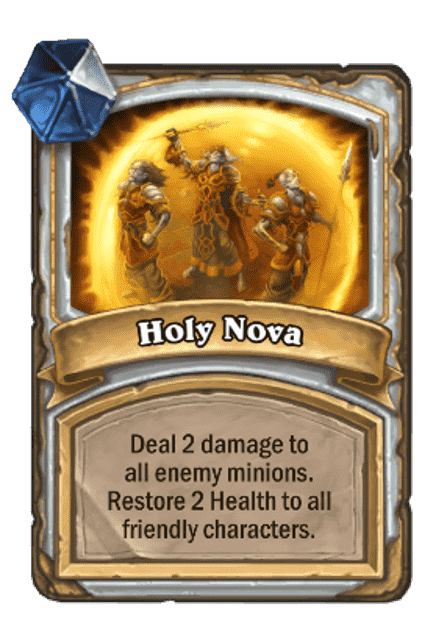 Holy Nova
Deal 2 damage to
all enemy minions.
Restore 2 Health to all
friendly characters.